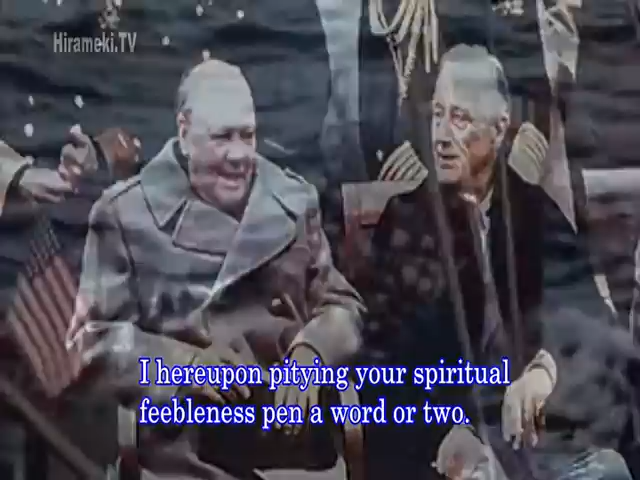 Hirameki.TV
I hereupon pitying your spiritual
feebleness pen a word or two.